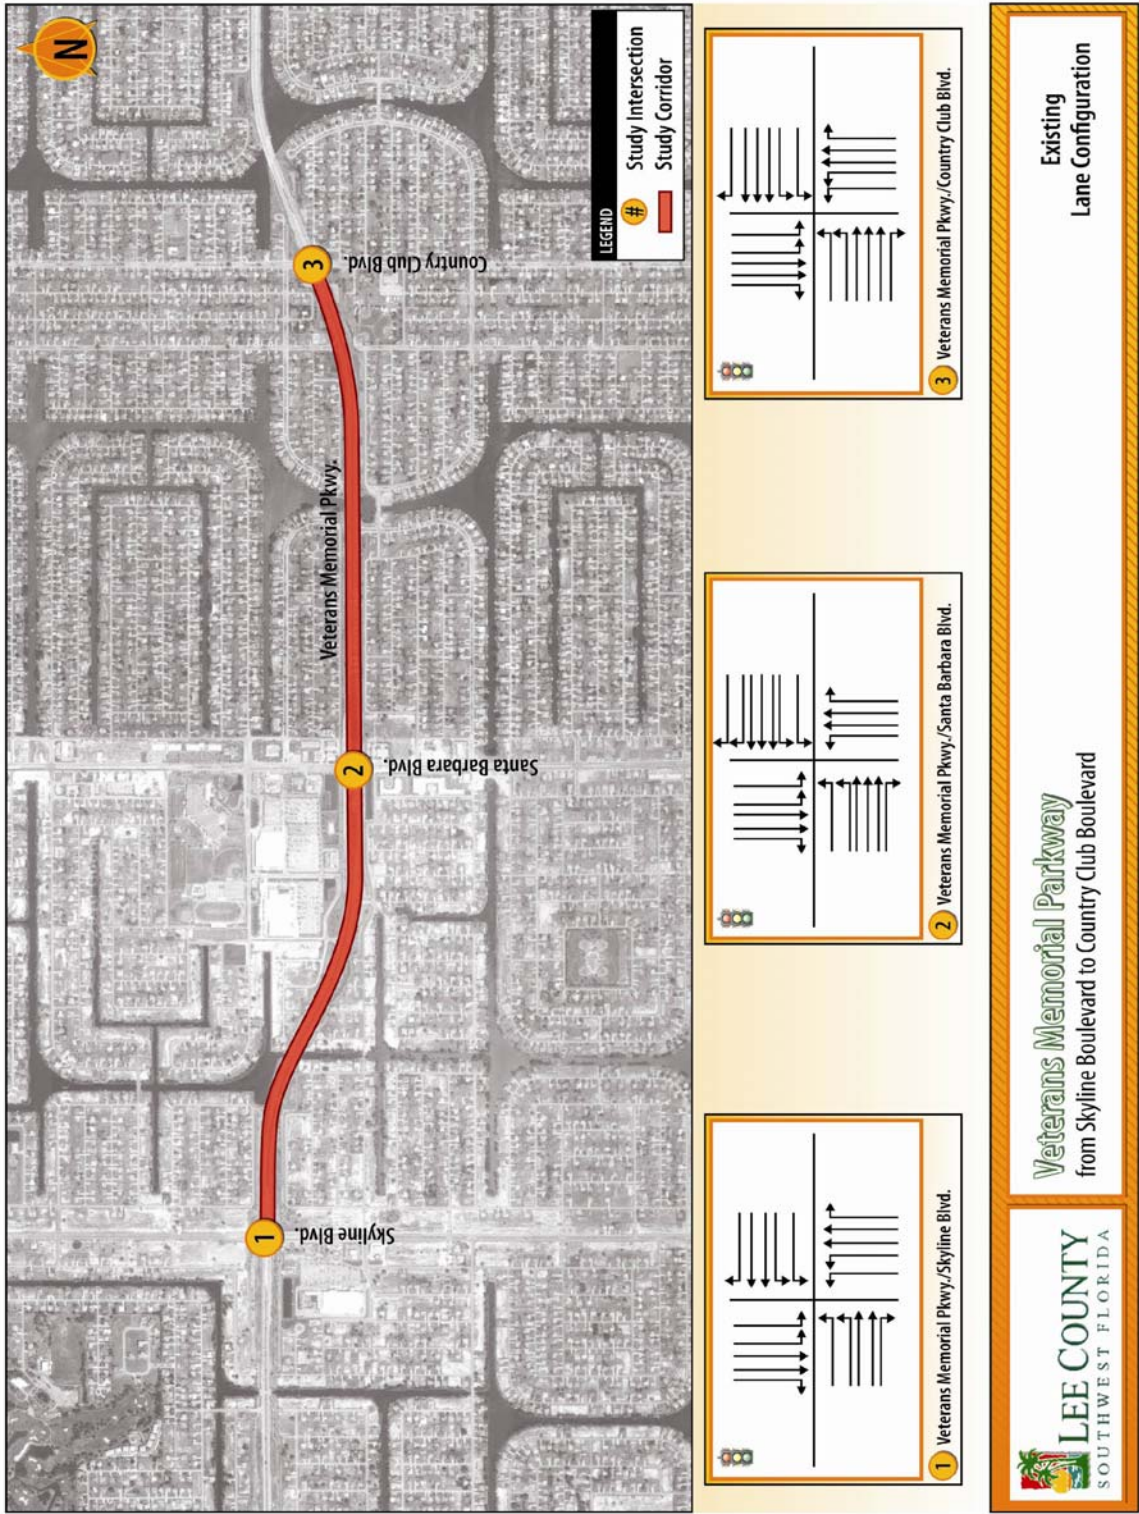 N
LEGEND
# Study Intersection
Study Corridor
1
Skyline Blvd.
2
Santa Barbara Blvd.
Veterans Memorial Pkwy.
3
Country Club Blvd.
1 Veterans Memorial Pkwy./Skyline Blvd.
2 Veterans Memorial Pkwy./Santa Barbara Blvd.
3 Veterans Memorial Pkwy./Country Club Blvd.
LEE COUNTY
SOUTHWEST FLORIDA
Veterans Memorial Parkway
from Skyline Boulevard to Country Club Boulevard
Existing
Lane Configuration